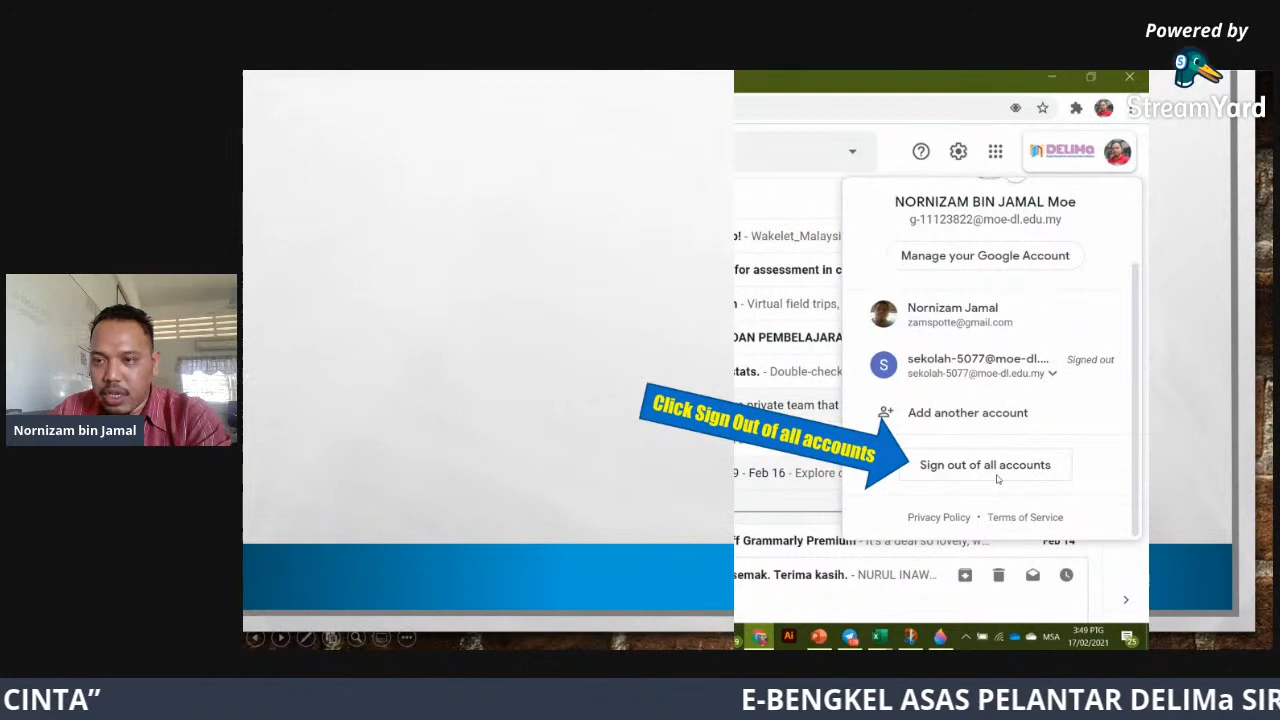 Powered by
StreamYard
DELIMa
NORNIZAM BIN JAMAL Moe
g-11123822@moe-dl.edu.my
Manage your Google Account
p! - Wakelet_Malaysi
for assessment in c
n - Virtual field trips,
Nornizam Jamal
zamspotte@gmail.com
DAN PEMBELAJARA
stats. - Double-check
S
sekolah-5077@moe-dl....
Signed out
sekolah-5077@moe-dl.edu.my
e private team that
Add another account
Click Sign Out of all accounts
9 - Feb 16 - Explore c
Sign out of all accounts
Privacy Policy • Terms of Service
ff Grammarly Premium - It's a deal so lovely, w...
Feb 14
semak. Terima kasih. - NURUL INAW...
Nornizam bin Jamal
Ai
MSA
3:49 PTG
17/02/2021
25
CINTA”
E-BENGKEL ASAS PELANTAR DELIMa SIR